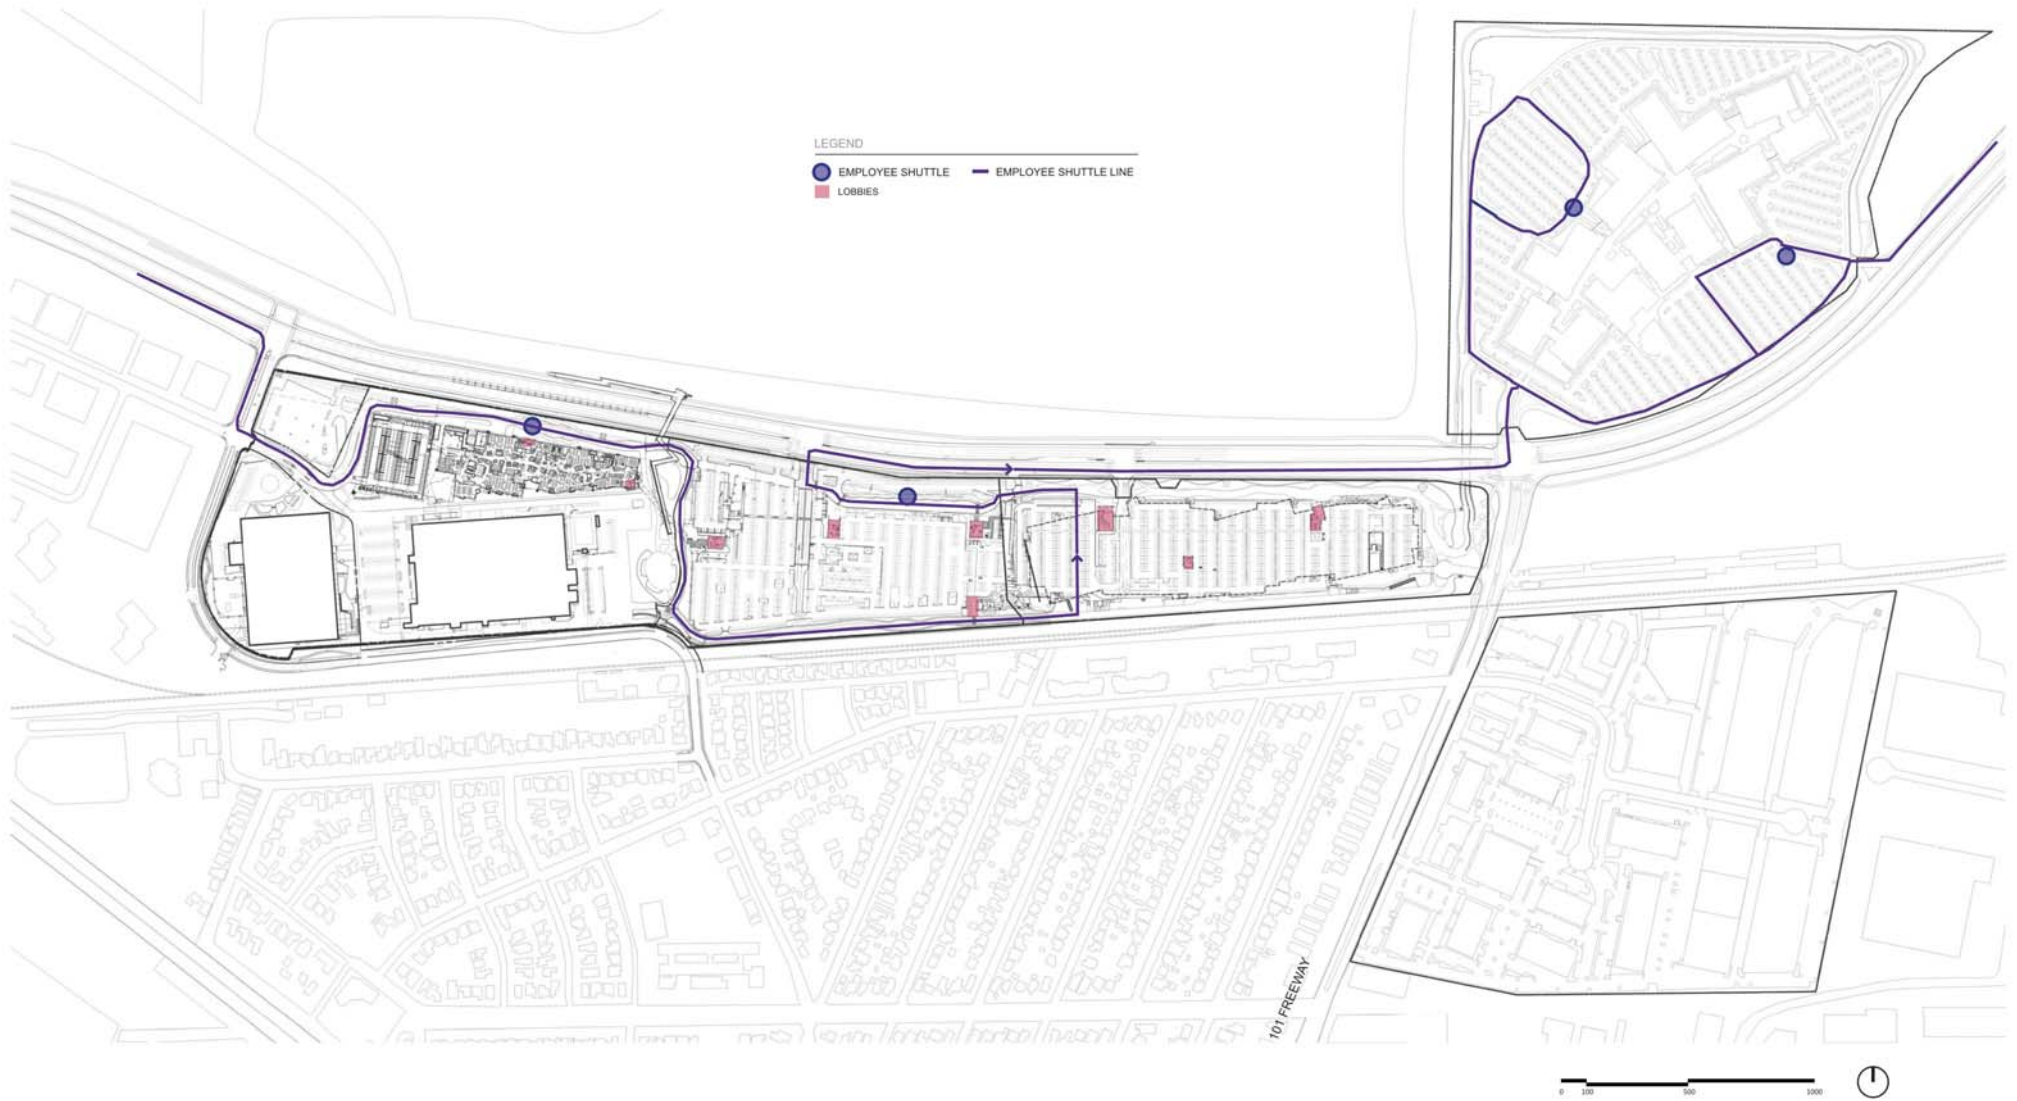 LEGEND
EMPLOYEE SHUTTLE
EMPLOYEE SHUTTLE LINE
LOBBIES
101 FREEWAY
0 100 500 1000